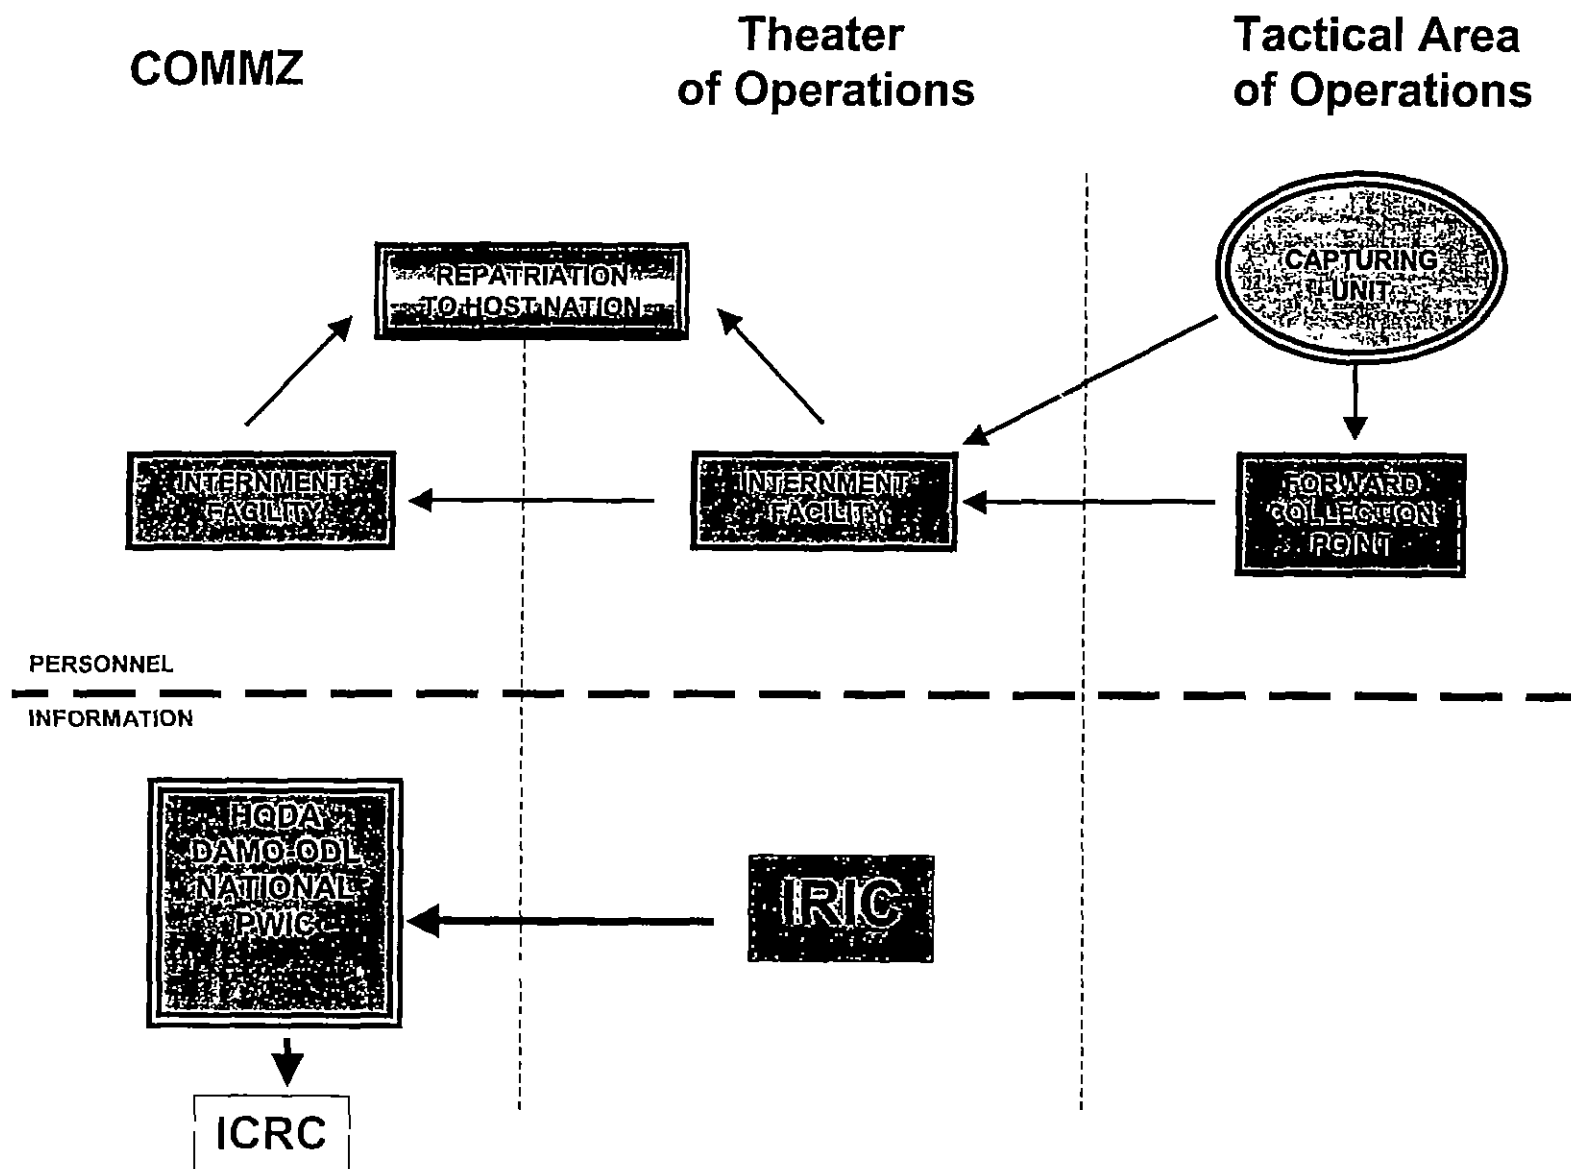 COMMZ
Theater
of Operations
Tactical Area
of Operations
REPATRIATION
TO HOST NATION
CAPTURING
UNIT
INTERNMENT
FACILITY
INTERNMENT
FACILITY
FORWARD
COLLECTION
POINT
PERSONNEL
INFORMATION
HQDA
DAMO-ODL
NATIONAL
PWIC
IRIC
ICRC